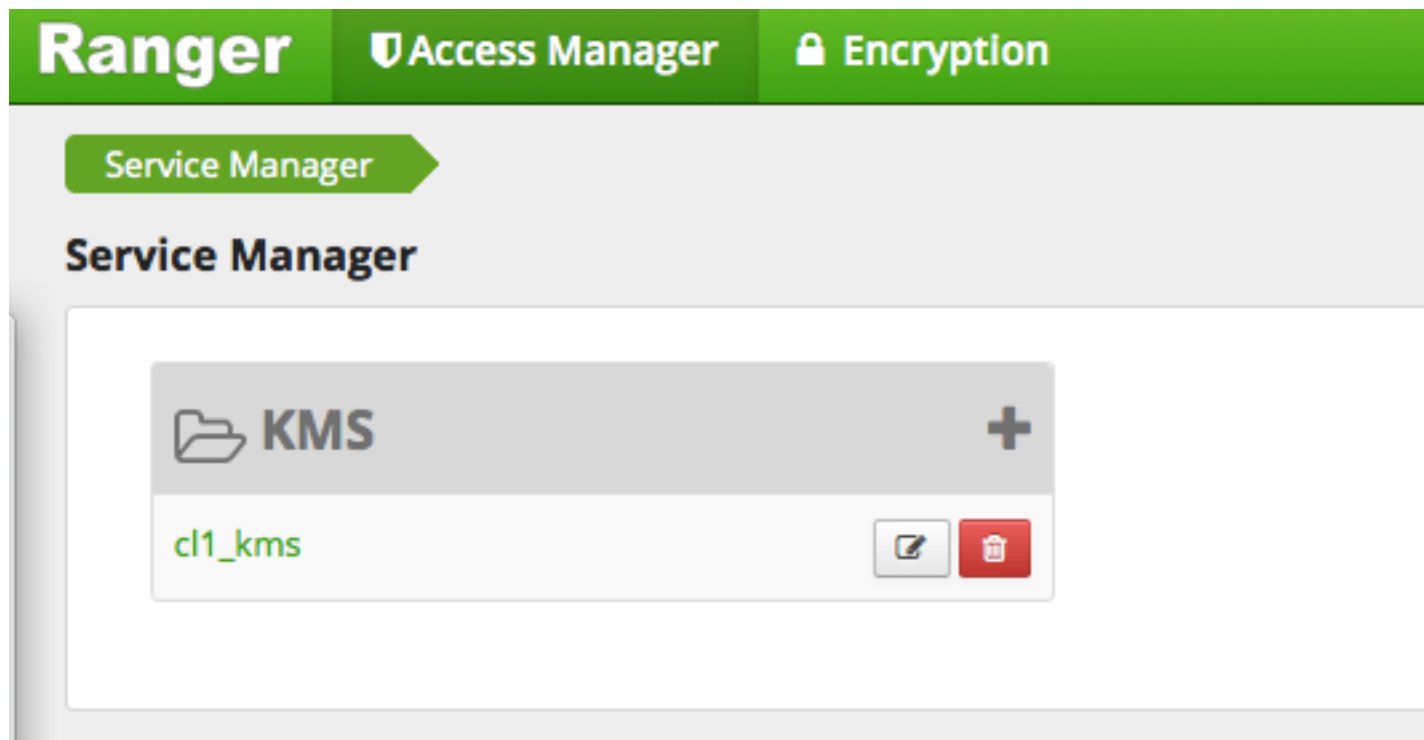 Ranger Access Manager Encryption
Service Manager
Service Manager
KMS
cl1_kms